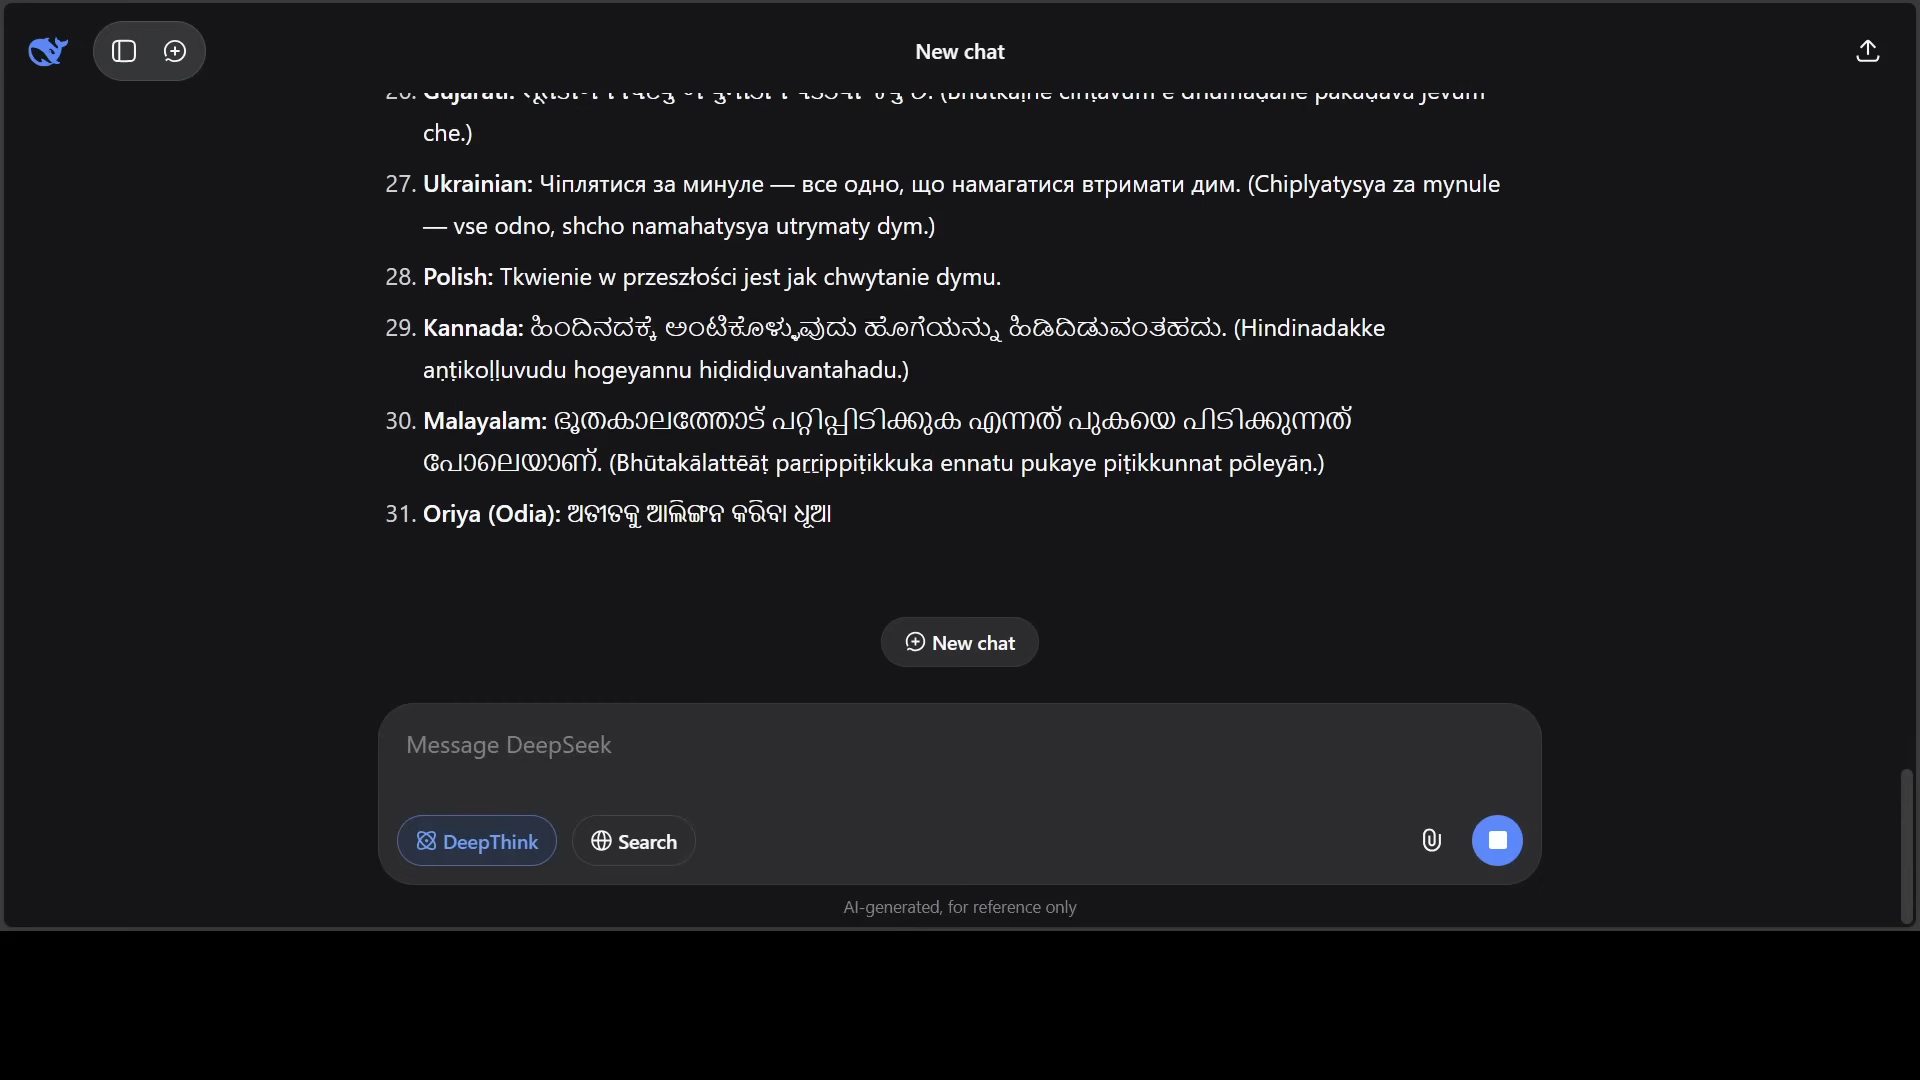 New chat
che.)
27. Ukrainian: Чіплятися за минуле — все одно, що намагатися втримати дим. (Chiplyatysya za mynule
— vse odno, shcho namahatysya utrymaty dym.)
28. Polish: Tkwienie w przeszłości jest jak chwytanie dymu.
29. Kannada: ಹಿಂದಿನದಕ್ಕೆ ಅಂಟಿಕೊಳ್ಳುವುದು ಹೊಗೆಯನ್ನು ಹಿಡಿದಿಡುವಂತಹದು. (Hindinadakke
aṇṭikoḷḷuvudu hogeyannu hiḍidiḍuvantahadu.)
30. Malayalam: ഭൂതകാലത്തോട് പറ്റിപ്പിടിക്കുക എന്നത് പുകയെ പിടിക്കുന്നത്
പോലെയാണ്. (Bhūtakālattēāṭ paṟṟippiṭikkuka ennatu pukaye piṭikkunnat pōleyāṇ.)
31. Oriya (Odia): ଅତୀତକୁ ଆଲିଙ୍ଗନ କରିବା ଧୂଆ
New chat
Message DeepSeek
DeepThink
Search
AI-generated, for reference only